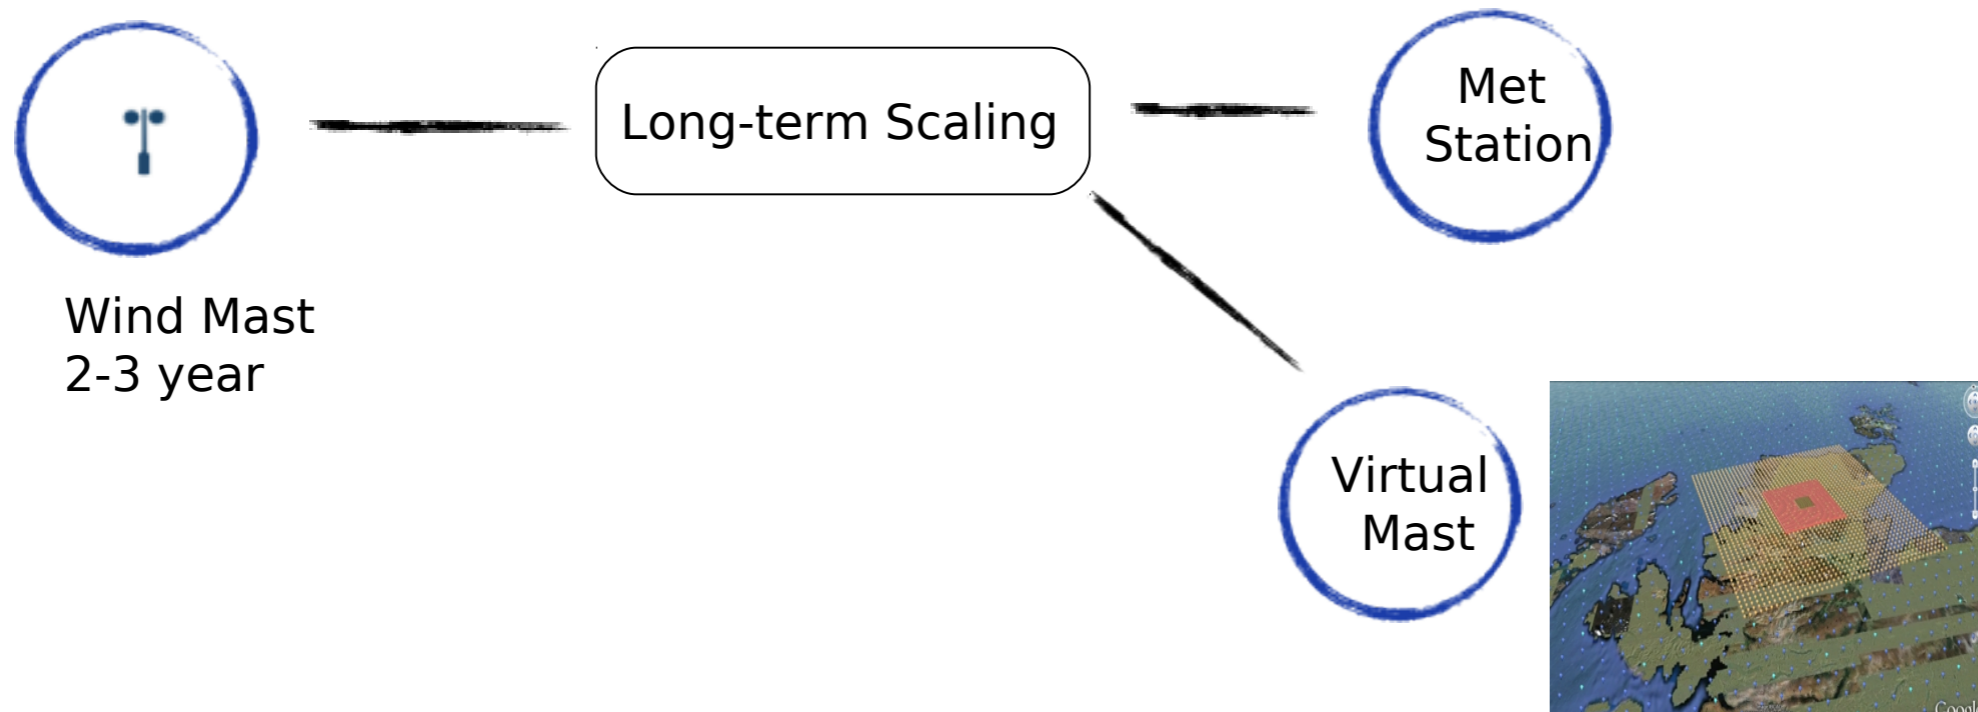 Wind Mast
2-3 year
Long-term Scaling
Met
Station
Virtual
Mast